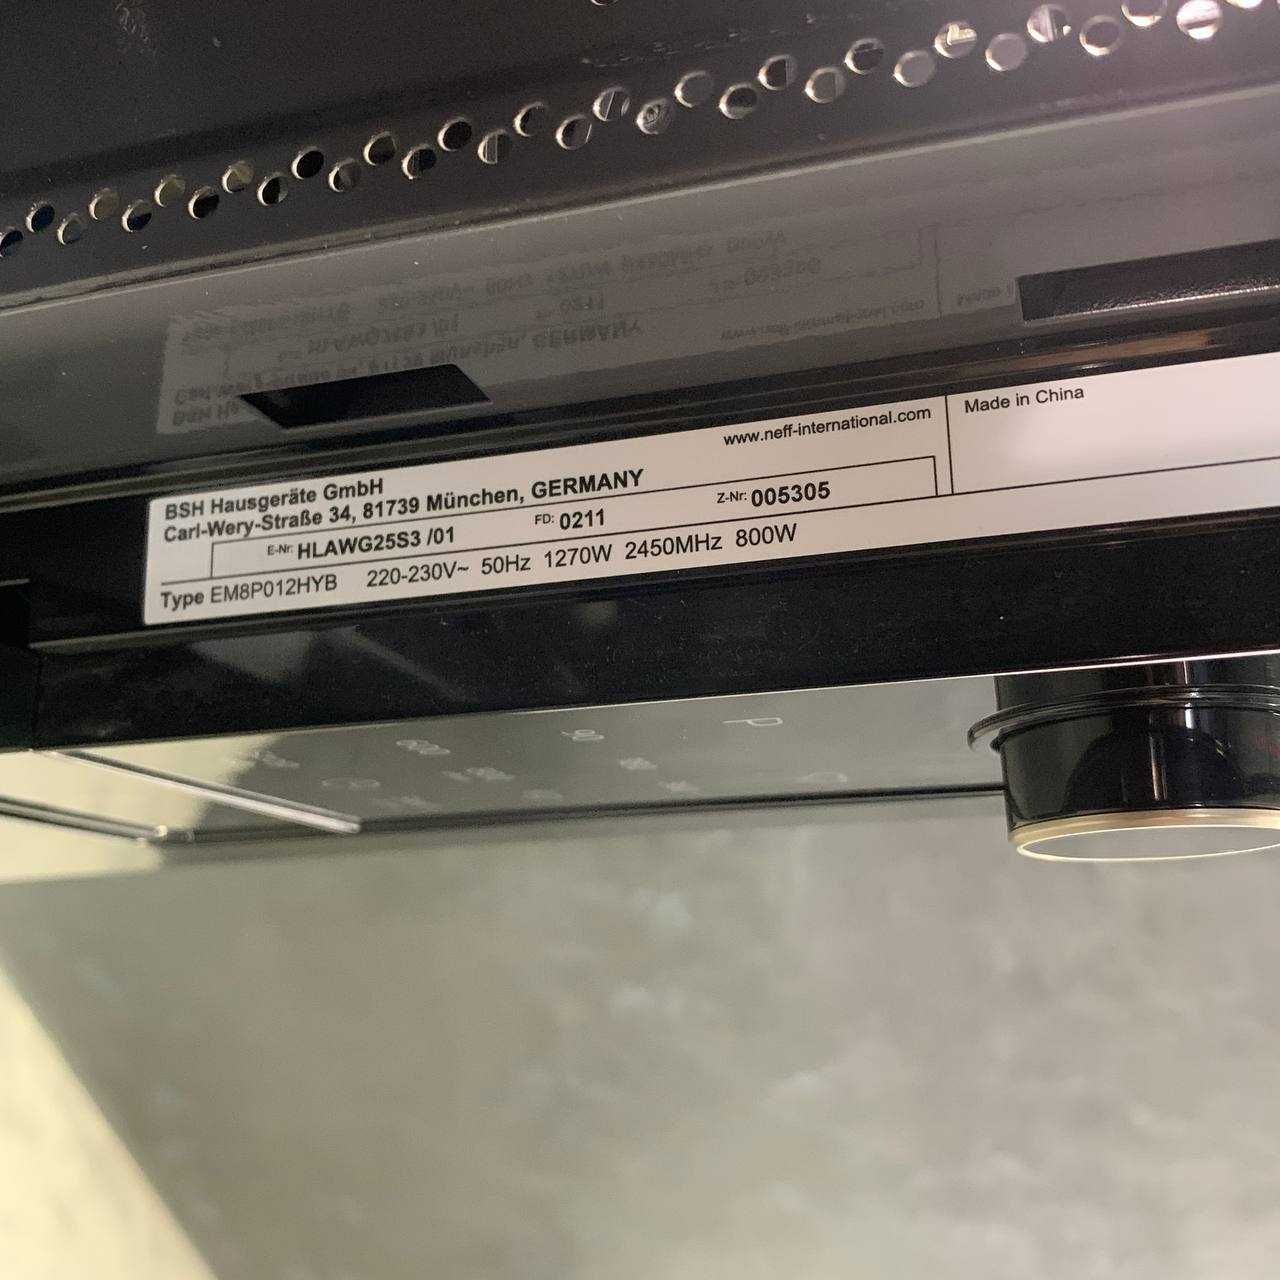 www.neff-international.com
Made in China
BSH Hausgeräte GmbH
Carl-Wery-Straße 34, 81739 München, GERMANY
E-Nr: HLAWG25S3 /01 FD: 0211 Z-Nr: 005305
Type EM8P012HYB 220-230V~ 50Hz 1270W 2450MHz 800W
P